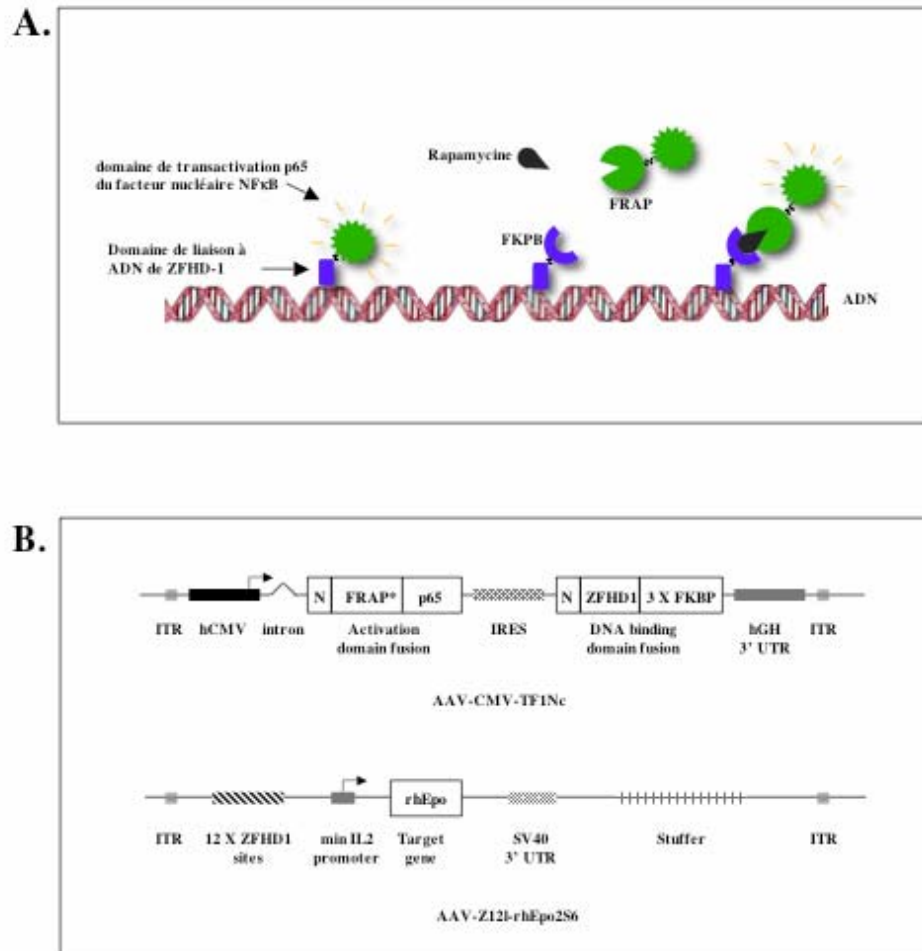 A.
domaine de transactivation p65
du facteur nucléaire NFκB
Rapamycine
FRAP
Domaine de liaison à
ADN de ZFHD-1
FKPB
ADN
B.
N FRAP* p65 N ZFHD1 3 X FKBP
ITR hCMV intron Activation IRES DNA binding hGH ITR
domain fusion domain fusion 3' UTR
AAV-CMV-TF1Nc
rhEpo
ITR 12 X ZFHD1 min IL2 Target SV40 Stuffer ITR
sites promoter gene 3' UTR
AAV-Z12I-rhEpo2S6